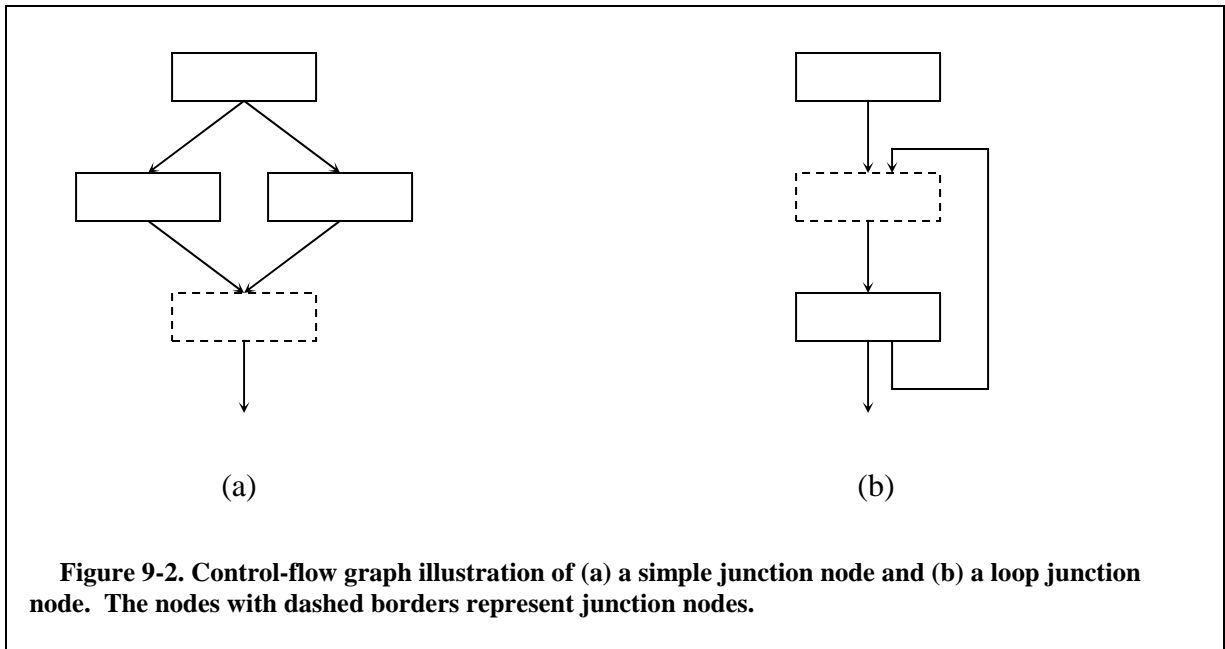 (a)
(b)
Figure 9-2. Control-flow graph illustration of (a) a simple junction node and (b) a loop junction
node.  The nodes with dashed borders represent junction nodes.